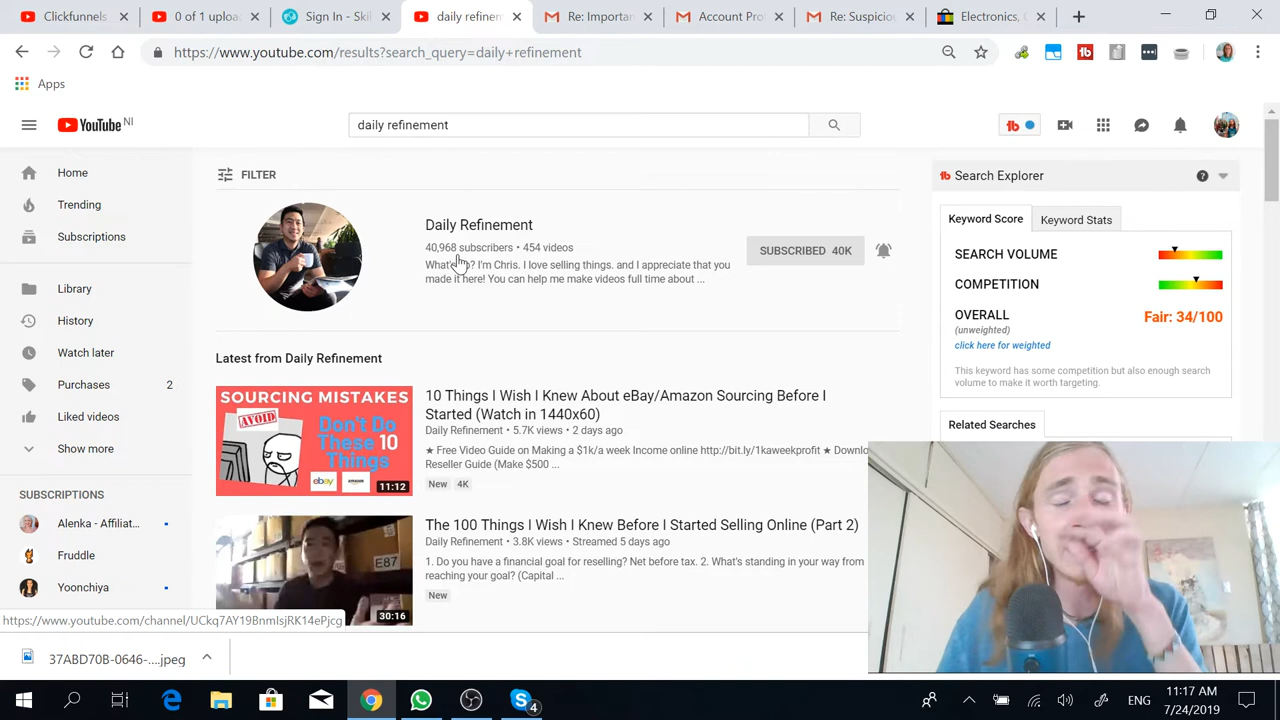 Clickfunnels
0 of 1 uploa
Sign In - Skil
daily refinem
Re: Importan
Account Pro
Re: Suspicio
Electronics, C
https://www.youtube.com/results?search_query=daily+refinement
Apps
YouTube NI
daily refinement
Home
Trending
Subscriptions
Library
History
Watch later
Purchases 2
Liked videos
Show more
SUBSCRIPTIONS
Alenka - Affiliat...
Fruddle
Yoonchiya
FILTER
Daily Refinement
40,968 subscribers • 454 videos
What's up? I'm Chris. I love selling things. and I appreciate that you
made it here! You can help me make videos full time about ...
SUBSCRIBED 40K
Latest from Daily Refinement
SOURCING MISTAKES
AVOID
Don't Do
These 10
Things
ebay
amazon
11:12
10 Things I Wish I Knew About eBay/Amazon Sourcing Before I
Started (Watch in 1440x60)
Daily Refinement • 5.7K views • 2 days ago
★ Free Video Guide on Making a $1k/a week Income online http://bit.ly/1kaweekprofit ★ Downlo
Reseller Guide (Make $500 ...
New 4K
E87
30:16
The 100 Things I Wish I Knew Before I Started Selling Online (Part 2)
Daily Refinement • 3.8K views • Streamed 5 days ago
1. Do you have a financial goal for reselling? Net before tax. 2. What's standing in your way from
reaching your goal? (Capital ...
New
tb Search Explorer
Keyword Score
Keyword Stats
SEARCH VOLUME
COMPETITION
OVERALL
(unweighted)
Fair: 34/100
click here for weighted
This keyword has some competition but also enough search
volume to make it worth targeting.
Related Searches
https://www.youtube.com/channel/UCkq7AY19BnmIsjRK14ePjcg
37ABD70B-0646-....jpeg
4
ENG
11:17 AM
7/24/2019